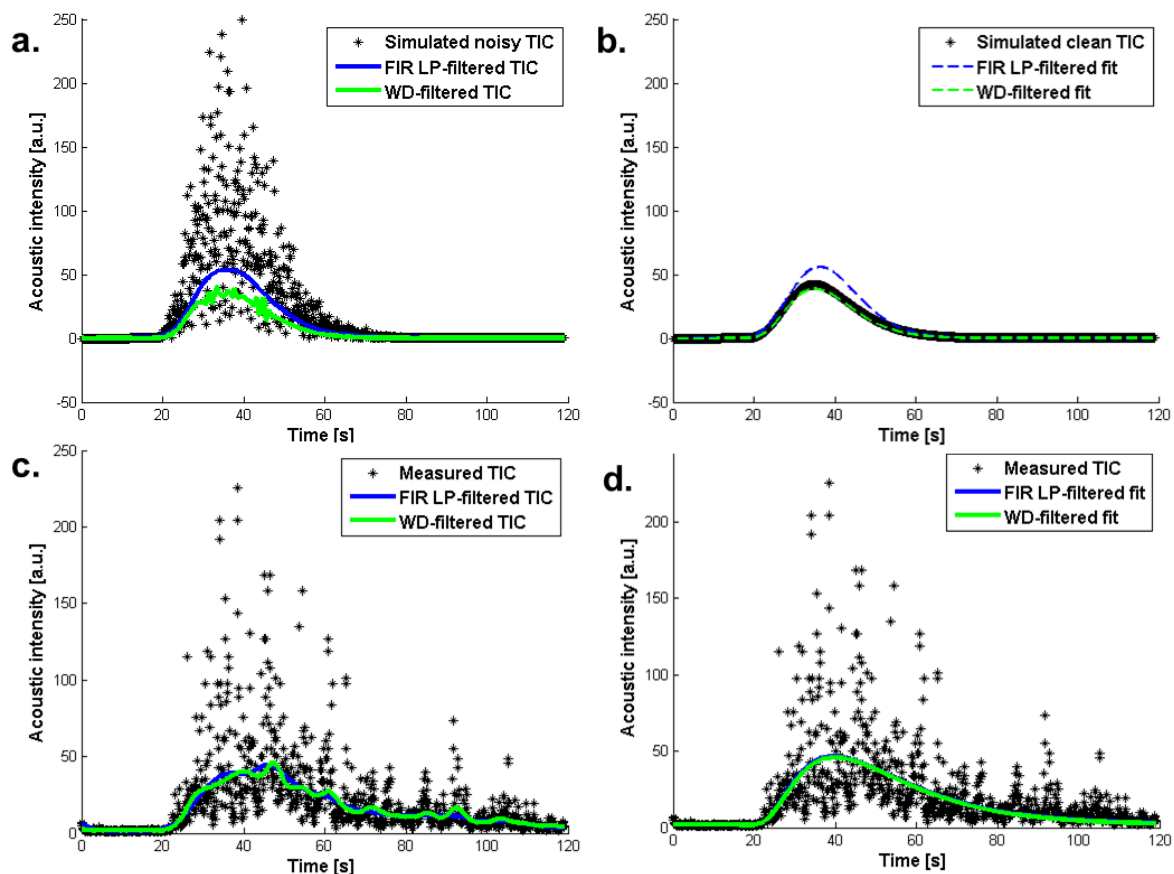 a.
250
200
150
100
50
0
-50
Acoustic intensity [a.u.]
Simulated noisy TIC
FIR LP-filtered TIC
WD-filtered TIC
0 20 40 60 80 100 120
Time [s]
b.
250
200
150
100
50
0
-50
Acoustic intensity [a.u.]
Simulated clean TIC
FIR LP-filtered fit
WD-filtered fit
0 20 40 60 80 100 120
Time [s]
c.
250
200
150
100
50
0
Acoustic intensity [a.u.]
Measured TIC
FIR LP-filtered TIC
WD-filtered TIC
0 20 40 60 80 100 120
Time [s]
d.
200
150
100
50
0
Acoustic intensity [a.u.]
Measured TIC
FIR LP-filtered fit
WD-filtered fit
0 20 40 60 80 100 120
Time [s]